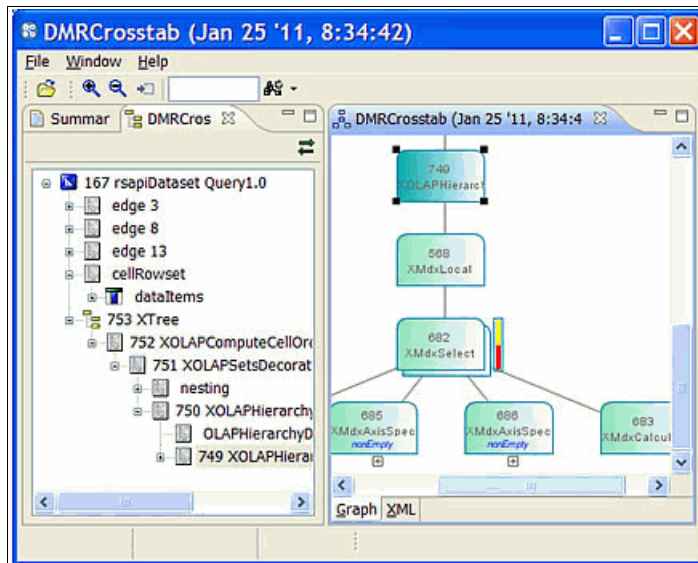 DMRCrosstab (Jan 25 '11, 8:34:42)
File Window Help
Summar DMRCros
DMRCrosstab (Jan 25 '11, 8:34:4
167 rsapiDataset Query1.0
edge 3
edge 8
edge 13
cellRowset
dataItems
753 XTree
752 XOLAPComputeCellOr
751 XOLAPSetsDecorat
nesting
750 XOLAPHierarchy
OLAPHierarchyD
749 XOLAPHierar
749
XOLAPHierarch
568
XMdxLocal
682
XMdxSelect
685
XMdxAxisSpec
nonEmpty
686
XMdxAxisSpec
nonEmpty
683
XMdxCalcul
Graph XML